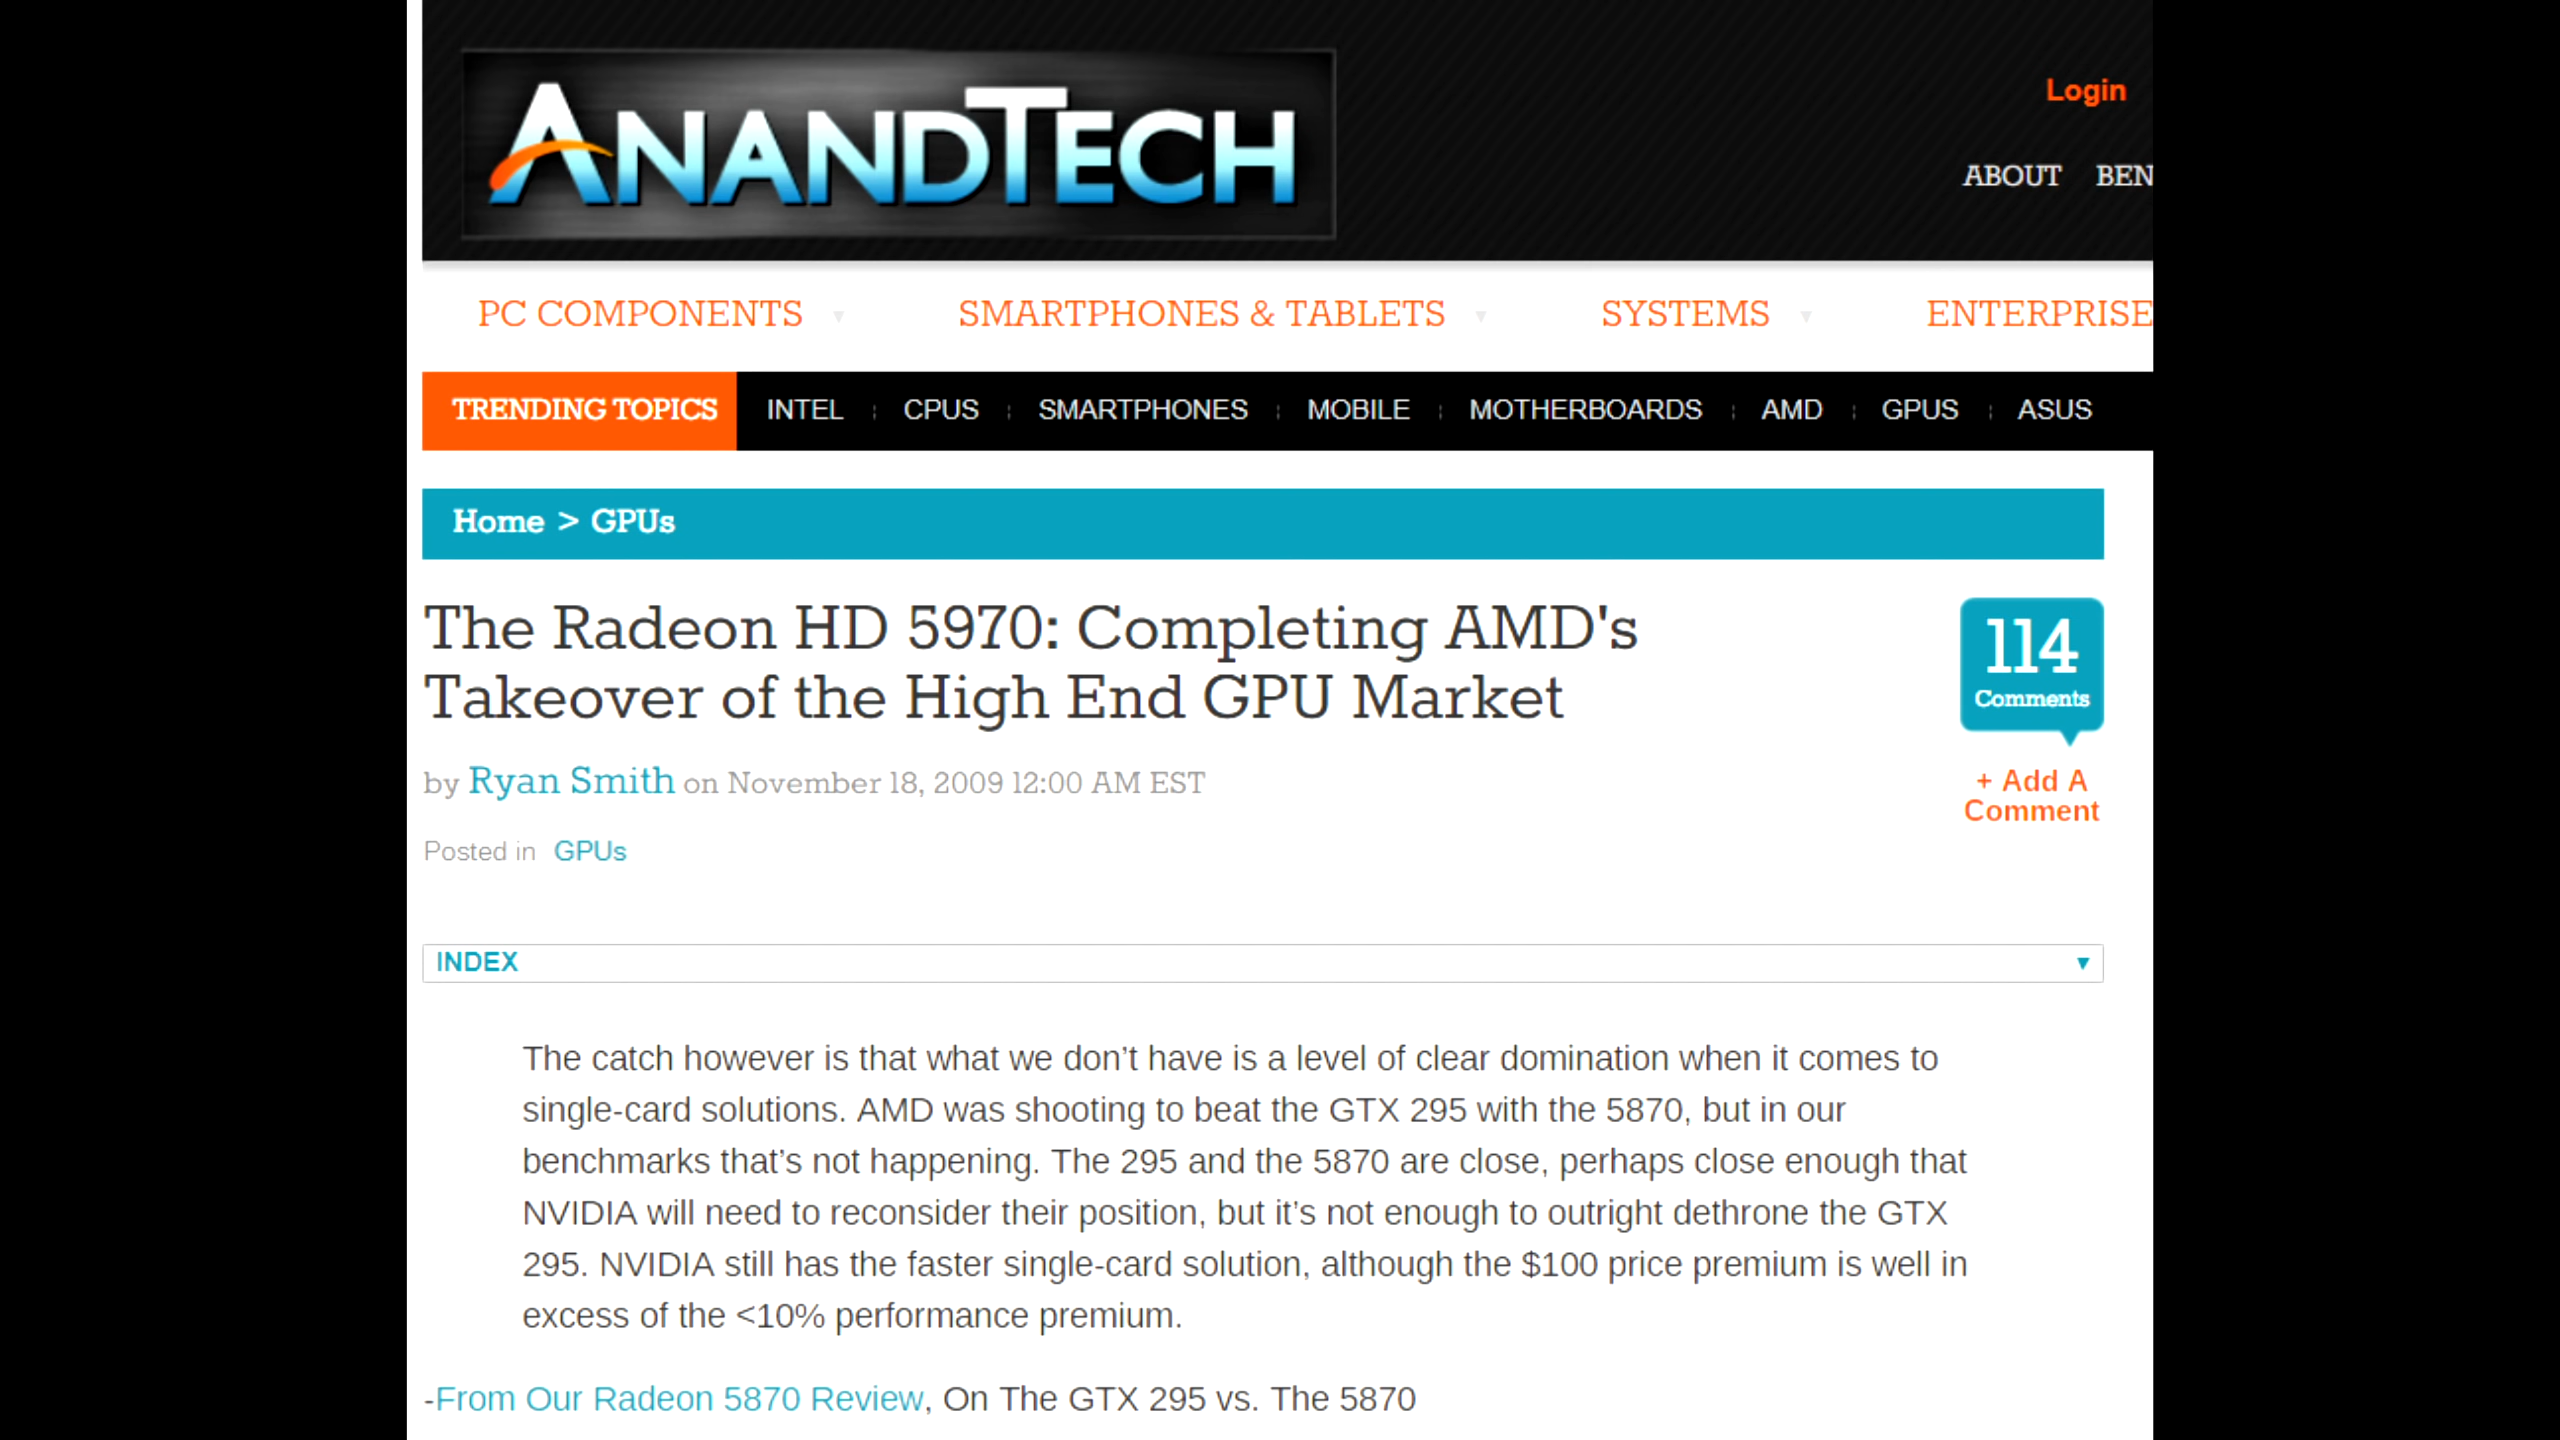 ANANDTECH
Login
ABOUT BEN
PC COMPONENTS SMARTPHONES & TABLETS SYSTEMS ENTERPRISE
TRENDING TOPICS INTEL CPUS SMARTPHONES MOBILE MOTHERBOARDS AMD GPUS ASUS
Home > GPUs
The Radeon HD 5970: Completing AMD's
Takeover of the High End GPU Market
by Ryan Smith on November 18, 2009 12:00 AM EST
Posted in GPUs
114
Comments
+ Add A
Comment
INDEX
The catch however is that what we don’t have is a level of clear domination when it comes to
single-card solutions. AMD was shooting to beat the GTX 295 with the 5870, but in our
benchmarks that’s not happening. The 295 and the 5870 are close, perhaps close enough that
NVIDIA will need to reconsider their position, but it’s not enough to outright dethrone the GTX
295. NVIDIA still has the faster single-card solution, although the $100 price premium is well in
excess of the <10% performance premium.
-From Our Radeon 5870 Review, On The GTX 295 vs. The 5870